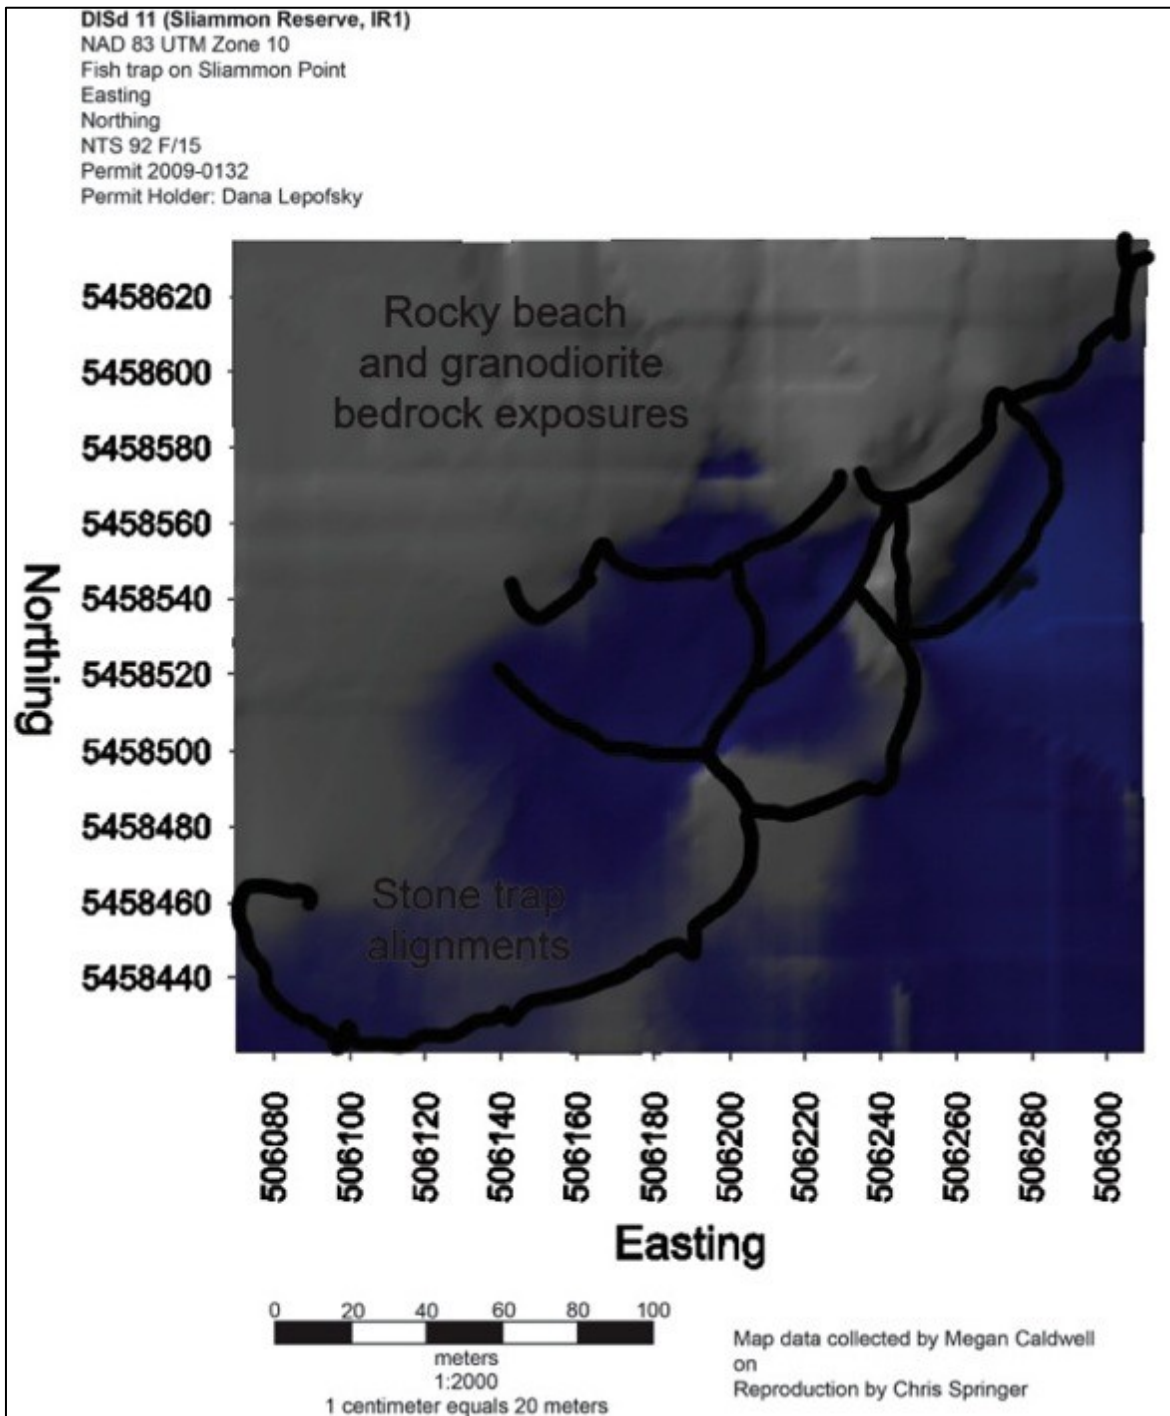 DISd 11 (Sliammon Reserve, IR1)
NAD 83 UTM Zone 10
Fish trap on Sliammon Point
Easting
Northing
NTS 92 F/15
Permit 2009-0132
Permit Holder: Dana Lepofsky
Rocky beach
and granodiorite
bedrock exposures
5458620
5458600
5458580
5458560
5458540
5458520
5458500
5458480
5458460
5458440
Northing
Stone trap
alignments
506080
506100
506120
506140
506160
506180
506200
506220
506240
506260
506280
506300
Easting
0 20 40 60 80 100
meters
1:2000
1 centimeter equals 20 meters
Map data collected by Megan Caldwell
on
Reproduction by Chris Springer